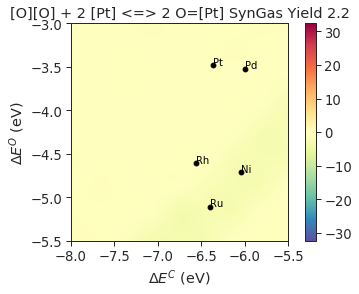 [O][O] + 2 [Pt] <=> 2 O=[Pt] SynGas Yield 2.2
−3.0
−3.5
−4.0
−4.5
−5.0
−5.5
ΔE^O (eV)
Pt
Pd
Rh
Ni
Ru
−8.0 −7.5 −7.0 −6.5 −6.0 −5.5
ΔE^C (eV)
30
20
10
0
−10
−20
−30